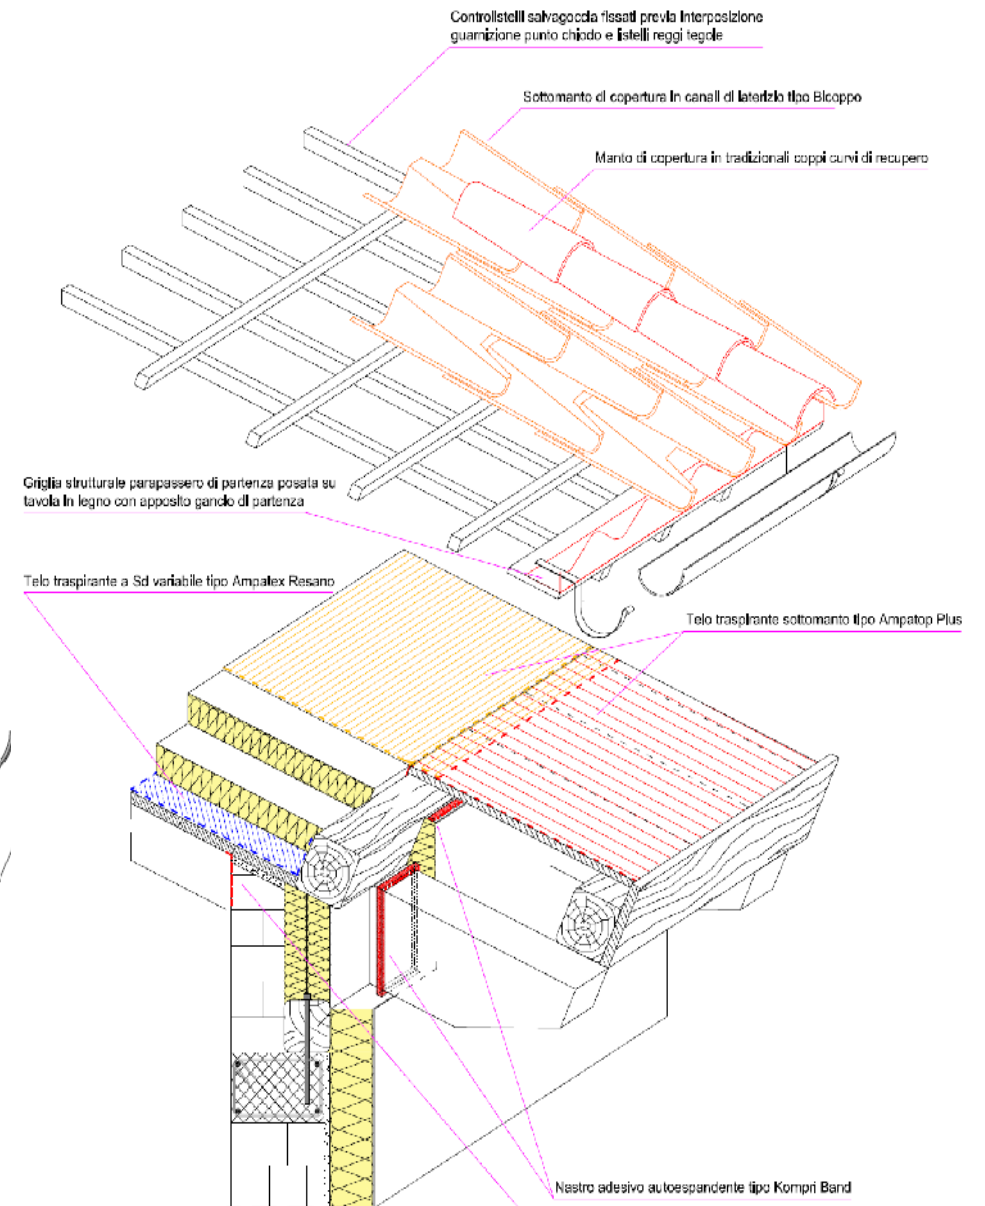 Controlistelli salvagoccia fissati previa interposizione
guarnizione punto chiodo e listelli reggi tegole
Sottomanto di copertura in canali di laterizio tipo Bicoppo
Manto di copertura in tradizionali coppi curvi di recupero
Griglia strutturale parapassero di partenza posata su
tavola in legno con apposito gancio di partenza
Telo traspirante a Sd variabile tipo Ampatex Resano
Telo traspirante sottomanto tipo Ampatop Plus
Nastro adesivo autoespandente tipo Kompri Band